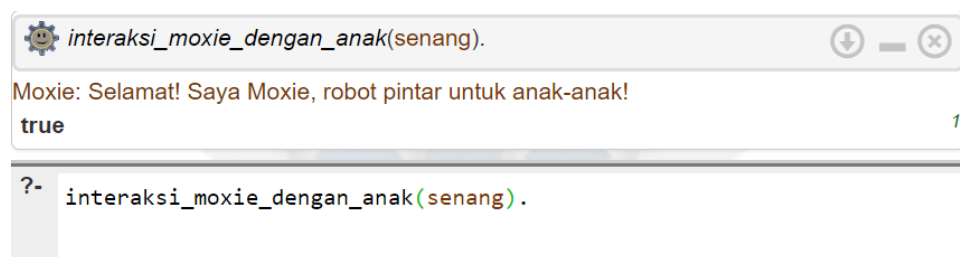 interaksi_moxie_dengan_anak(senang).
Moxie: Selamat! Saya Moxie, robot pintar untuk anak-anak!
true
1
?- interaksi_moxie_dengan_anak(senang).